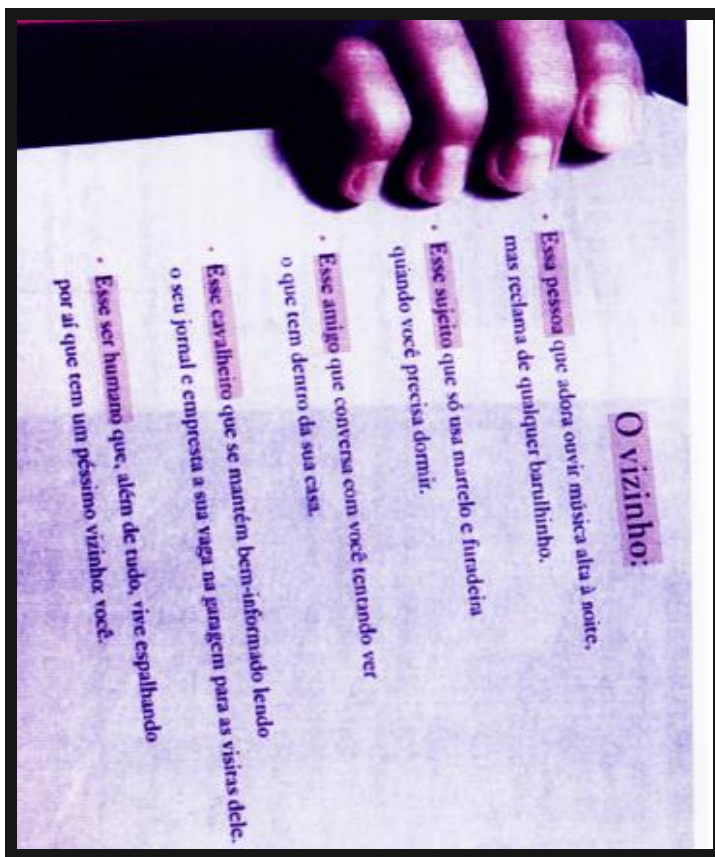 O vizinho:
• Essa pessoa que adora ouvir música alta à noite,
mas reclama de qualquer barulhinho.
• Esse sujeito que só usa martelo e furadeira
quando você precisa dormir.
• Esse amigo que conversa com você tentando ver
o que tem dentro da sua casa.
• Esse cavalheiro que se mantém bem-informado lendo
o seu jornal e empresta a sua vaga na garagem para as visitas dele.
• Esse ser humano que, além de tudo, vive espalhando
por aí que tem um péssimo vizinho: você.